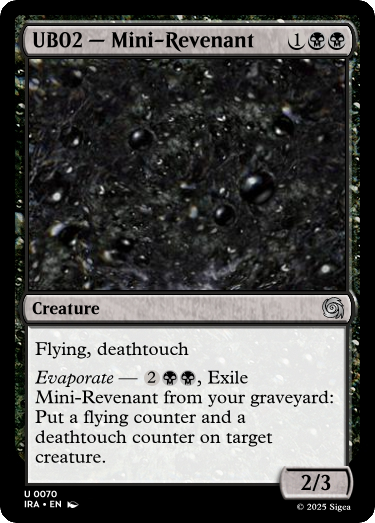 UB02 — Mini-Revenant 1
Creature
Flying, deathtouch
Evaporate — 2 , Exile
Mini-Revenant from your graveyard:
Put a flying counter and a
deathtouch counter on target
creature.
2/3
U 0070
IRA • EN
© 2025 Sigea